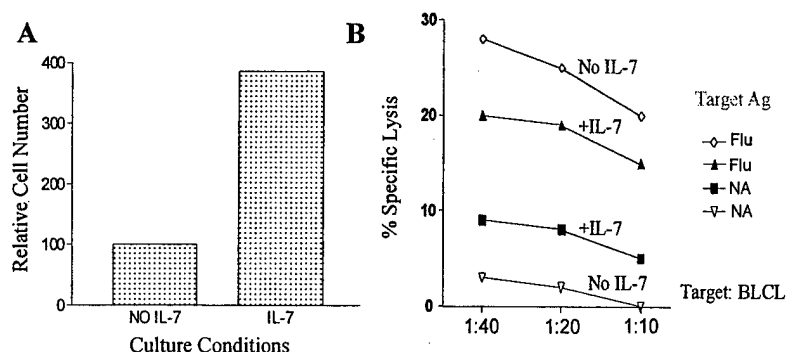 A
Relative Cell Number
400
300
200
100
0
NO IL-7
IL-7
Culture Conditions
B
% Specific Lysis
30
20
10
0
No IL-7
+IL-7
+IL-7
No IL-7
1:40
1:20
1:10
Target Ag
Flu
Flu
NA
NA
Target: BLCL